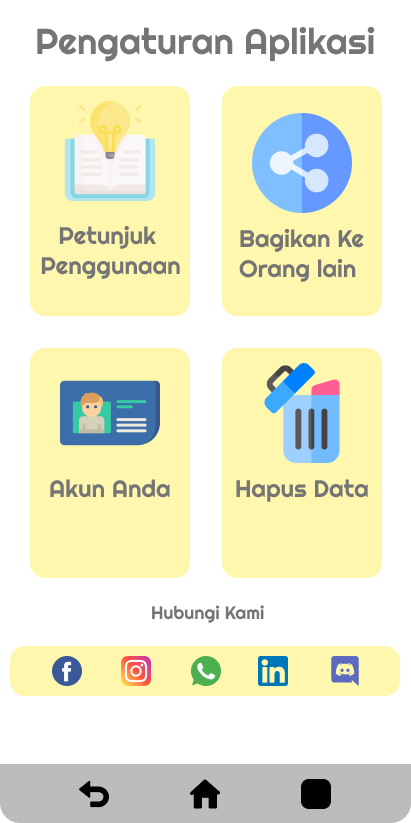 Pengaturan Aplikasi
Petunjuk
Penggunaan
Bagikan Ke
Orang lain
Akun Anda
Hapus Data
Hubungi Kami